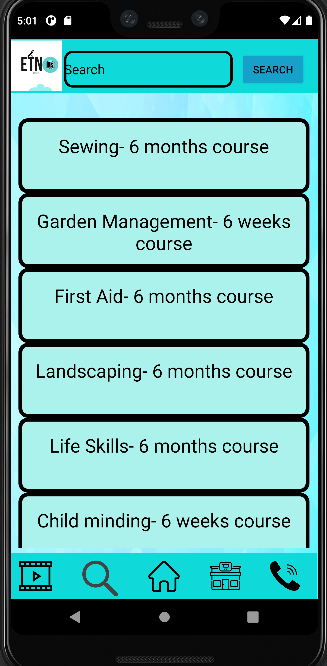 5:01
ETN
Search
SEARCH
Sewing- 6 months course
Garden Management- 6 weeks
course
First Aid- 6 months course
Landscaping- 6 months course
Life Skills- 6 months course
Child minding- 6 weeks course